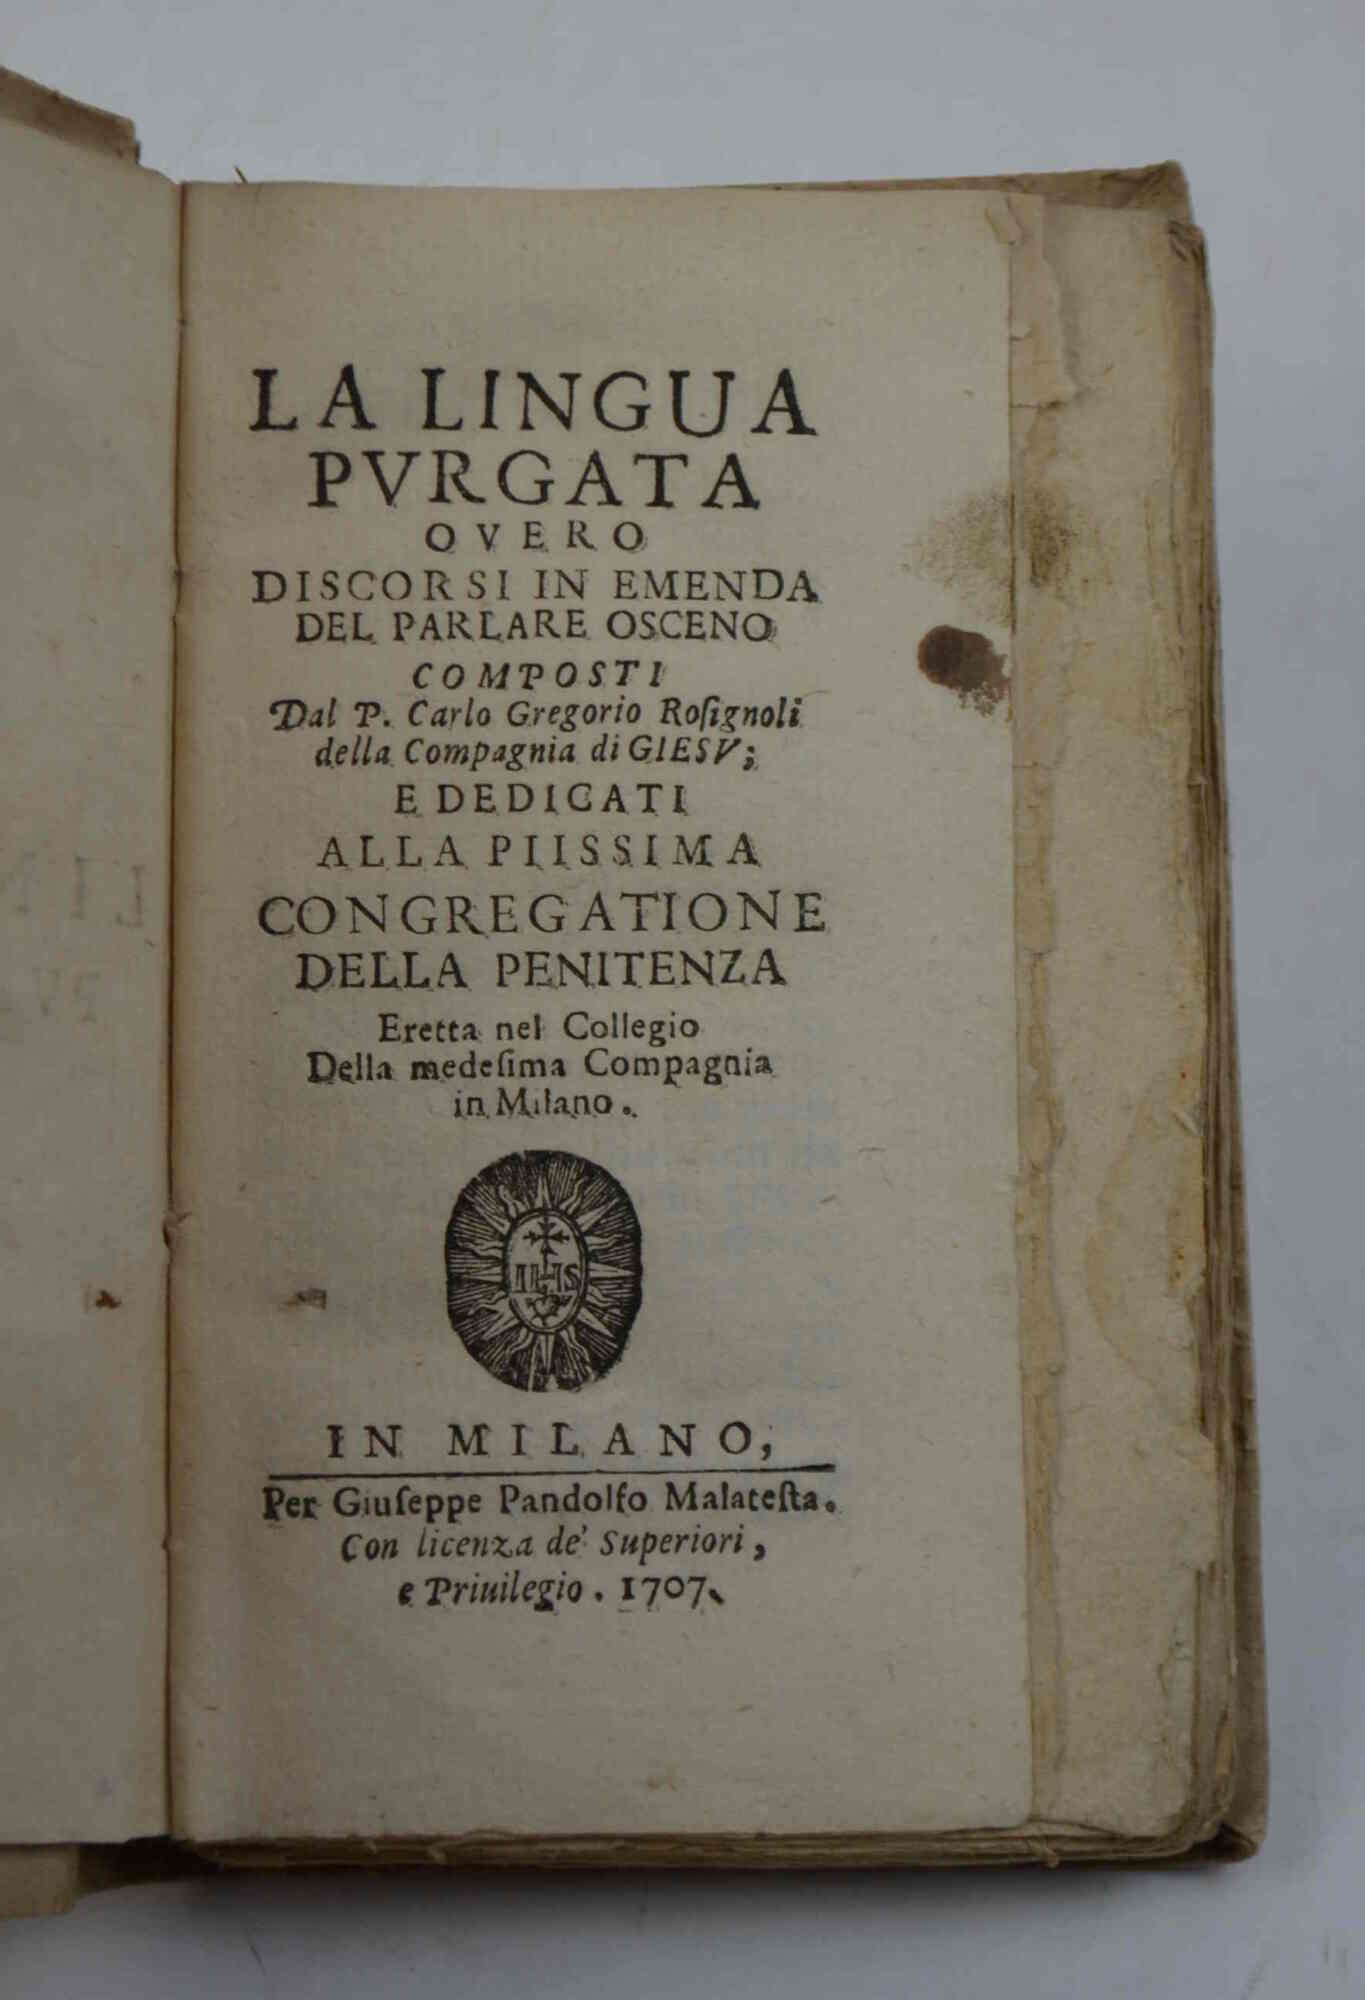 LA LINGUA
PVRGATA
OVERO
DISCORSI IN EMENDA
DEL PARLARE OSCENO
COMPOSTI
Dal P. Carlo Gregorio Roſignoli
della Compagnia di GIESV;
E DEDICATI
ALLA PIISSIMA
CONGREGATIONE
DELLA PENITENZA
Eretta nel Collegio
Della medeſima Compagnia
in Milano.
IHS
IN MILANO,
Per Giuſeppe Pandolfo Malateſta.
Con licenza de' Superiori,
e Priuilegio. 1707.